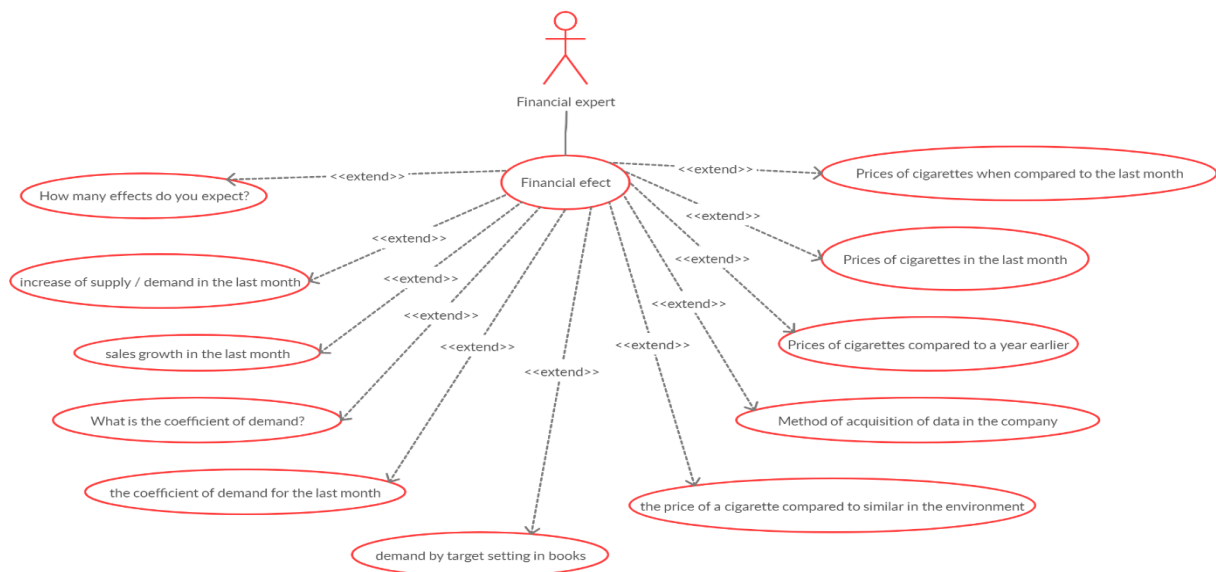 Financial expert
<<extend>>
Prices of cigarettes when compared to the last month
<<extend>>
Financial efect
How many effects do you expect?
<<extend>>
<<extend>>
Prices of cigarettes in the last month
<<extend>>
increase of supply / demand in the last month
<<extend>>
<<extend>>
<<extend>>
Prices of cigarettes compared to a year earlier
<<extend>>
<<extend>>
sales growth in the last month
<<extend>>
What is the coefficient of demand?
Method of acquisition of data in the company
the coefficient of demand for the last month
the price of a cigarette compared to similar in the environment
demand by target setting in books